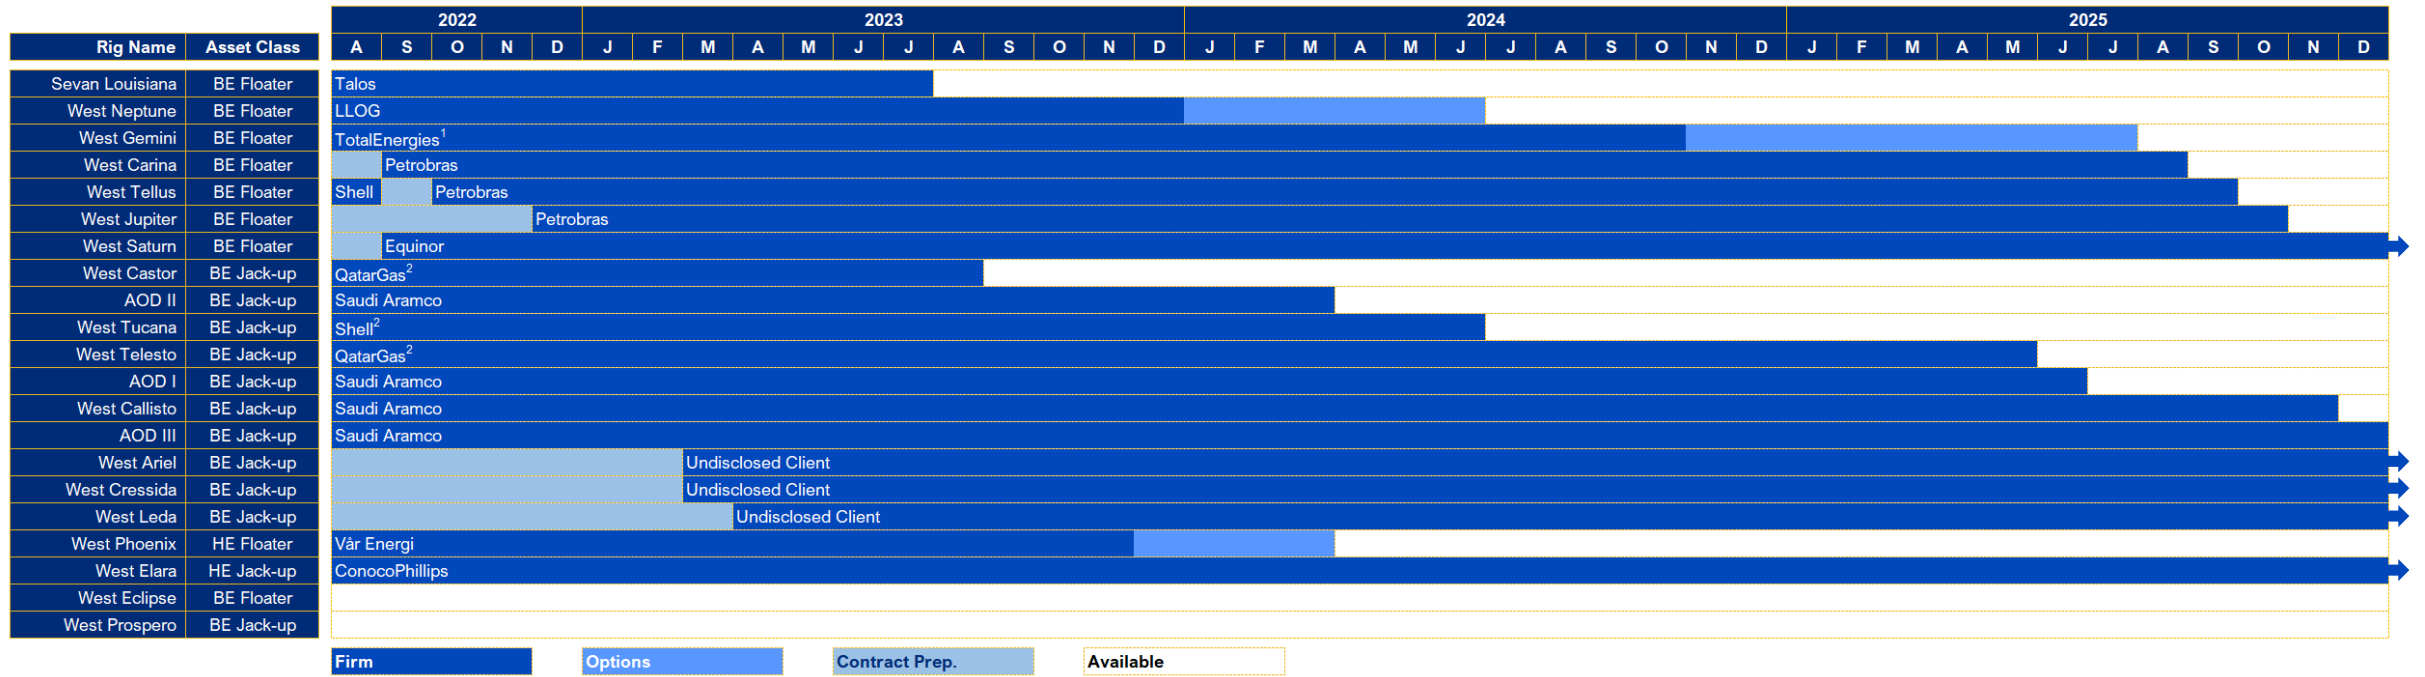 2022 2023 2024 2025
Rig Name Asset Class A S O N D J F M A M J J A S O N D J F M A M J J A S O N D J F M A M J J A S O N D
Sevan Louisiana BE Floater Talos
West Neptune BE Floater LLOG
West Gemini BE Floater TotalEnergies1
West Carina BE Floater Petrobras
West Tellus BE Floater Shell Petrobras
West Jupiter BE Floater Petrobras
West Saturn BE Floater Equinor
West Castor BE Jack-up QatarGas2
AOD II BE Jack-up Saudi Aramco
West Tucana BE Jack-up Shell2
West Telesto BE Jack-up QatarGas2
AOD I BE Jack-up Saudi Aramco
West Callisto BE Jack-up Saudi Aramco
AOD III BE Jack-up Saudi Aramco
West Ariel BE Jack-up Undisclosed Client
West Cressida BE Jack-up Undisclosed Client
West Leda BE Jack-up Undisclosed Client
West Phoenix HE Floater Vår Energi
West Elara HE Jack-up ConocoPhillips
West Eclipse BE Floater
West Prospero BE Jack-up
Firm Options Contract Prep. Available